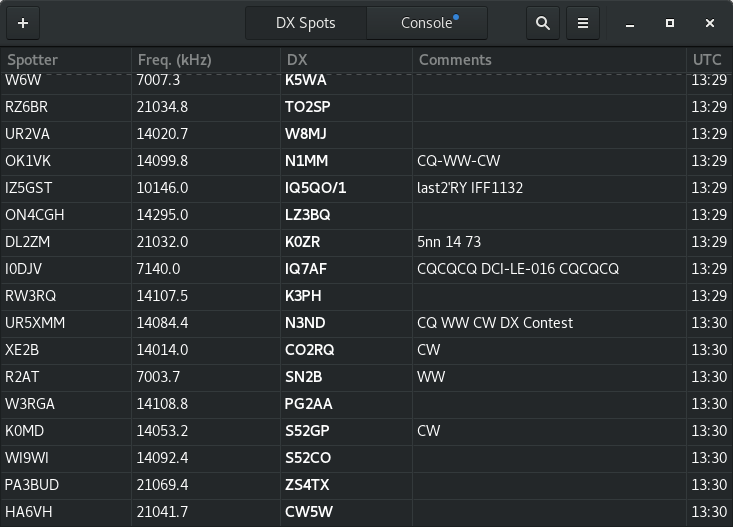 DX Spots Console
Spotter Freq. (kHz) DX Comments UTC
W6W 7007.3 K5WA 13:29
RZ6BR 21034.8 TO2SP 13:29
UR2VA 14020.7 W8MJ 13:29
OK1VK 14099.8 N1MM CQ-WW-CW 13:29
IZ5GST 10146.0 IQ5QO/1 last2'RY IFF1132 13:29
ON4CGH 14295.0 LZ3BQ 13:29
DL2ZM 21032.0 K0ZR 5nn 14 73 13:29
I0DJV 7140.0 IQ7AF CQCQCQ DCI-LE-016 CQCQCQ 13:29
RW3RQ 14107.5 K3PH 13:29
UR5XMM 14084.4 N3ND CQ WW CW DX Contest 13:30
XE2B 14014.0 CO2RQ CW 13:30
R2AT 7003.7 SN2B WW 13:30
W3RGA 14108.8 PG2AA 13:30
K0MD 14053.2 S52GP CW 13:30
WI9WI 14092.4 S52CO 13:30
PA3BUD 21069.4 ZS4TX 13:30
HA6VH 21041.7 CW5W 13:30